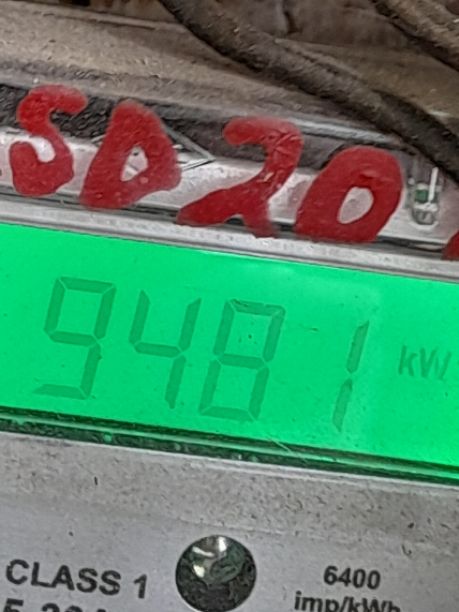 SD20
9481 kW
CLASS 1
6400
imp/kWh